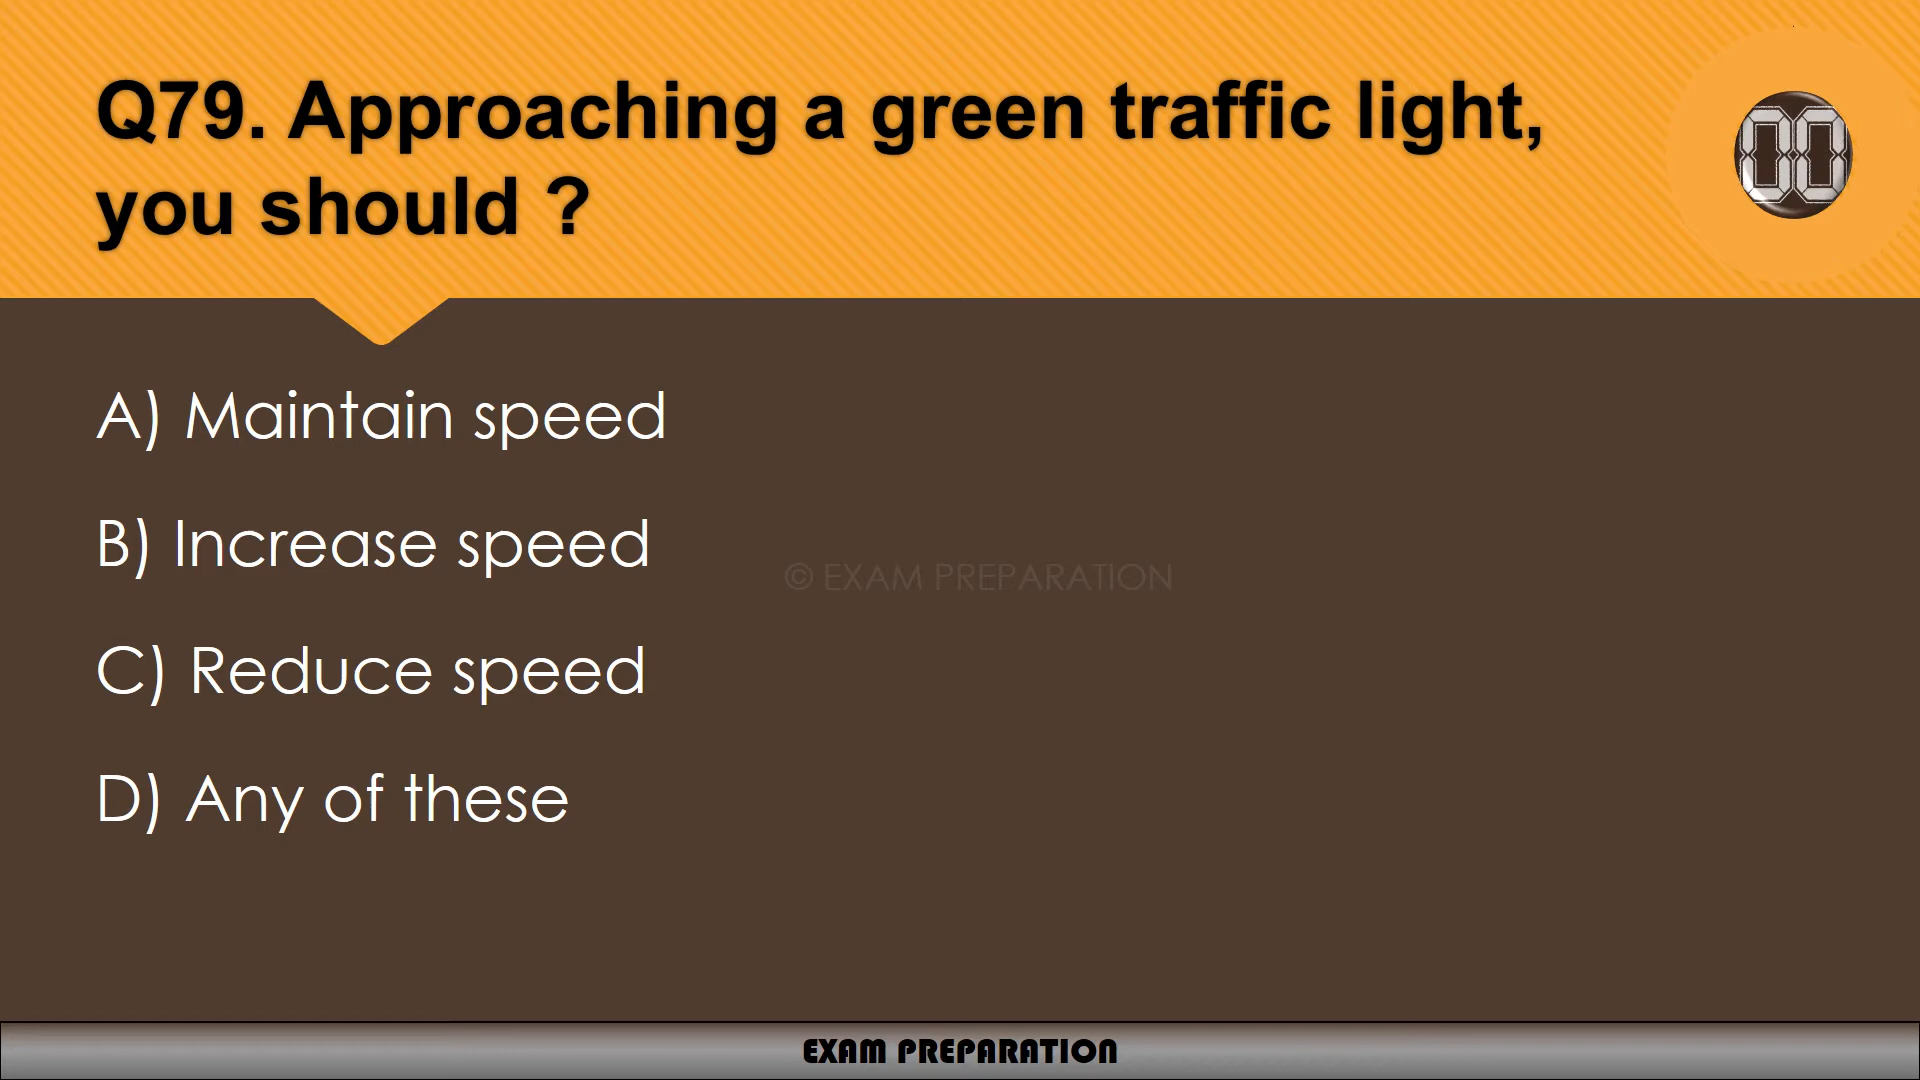 Q79. Approaching a green traffic light,
you should ?
00
A) Maintain speed
B) Increase speed
© EXAM PREPARATION
C) Reduce speed
D) Any of these
EXAM PREPARATION